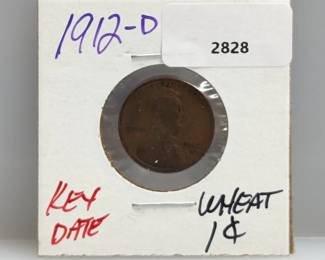 1912-D
2828
KEY
DATE
WHEAT
1¢